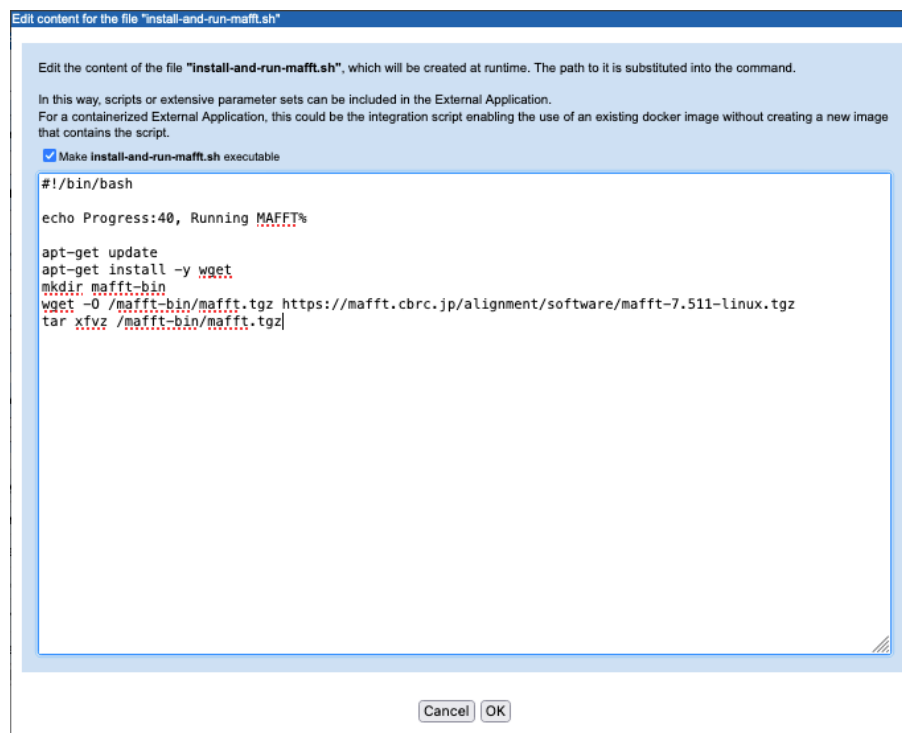 Edit content for the file "install-and-run-mafft.sh"
Edit the content of the file "install-and-run-mafft.sh", which will be created at runtime. The path to it is substituted into the command.
In this way, scripts or extensive parameter sets can be included in the External Application.
For a containerized External Application, this could be the integration script enabling the use of an existing docker image without creating a new image
that contains the script.
Make install-and-run-mafft.sh executable
#!/bin/bash
echo Progress:40, Running MAFFT%
apt-get update
apt-get install -y wget
mkdir mafft-bin
wget -O /mafft-bin/mafft.tgz https://mafft.cbrc.jp/alignment/software/mafft-7.511-linux.tgz
tar xfvz /mafft-bin/mafft.tgz
Cancel OK